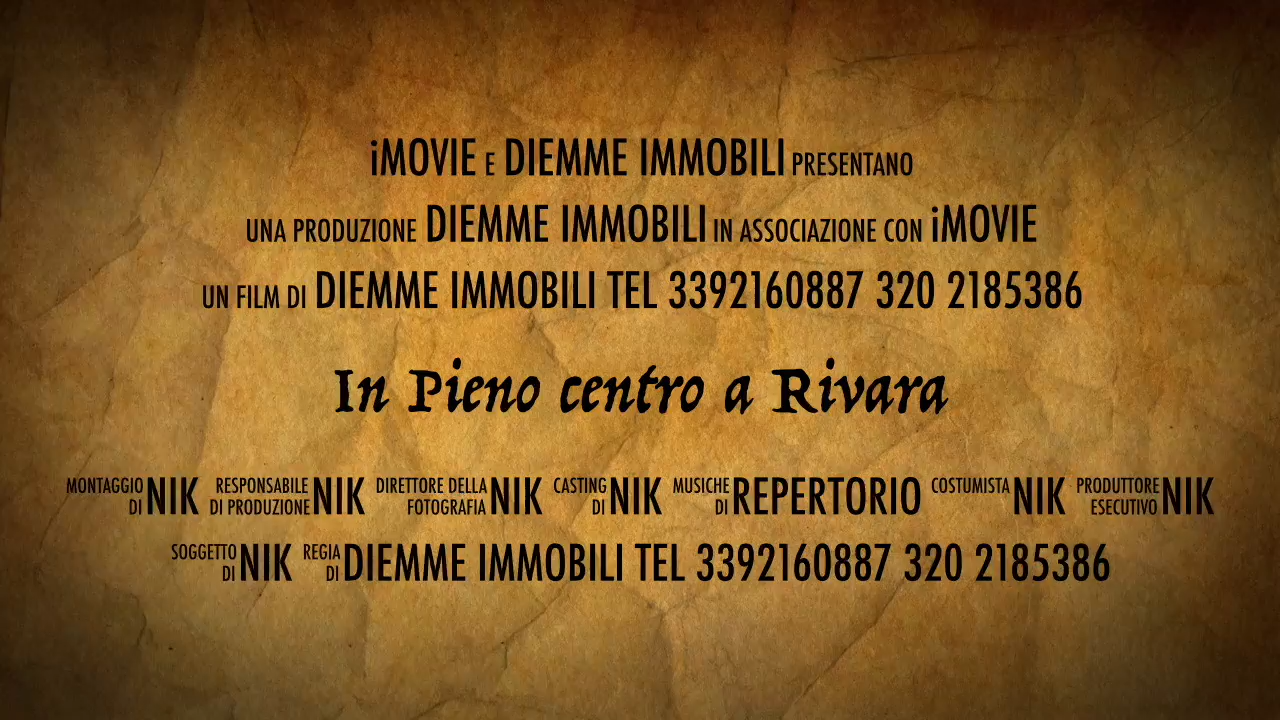 iMOVIE E DIEMME IMMOBILI PRESENTANO
UNA PRODUZIONE DIEMME IMMOBILI IN ASSOCIAZIONE CON iMOVIE
UN FILM DI DIEMME IMMOBILI TEL 3392160887 320 2185386
In Pieno centro a Rivara
MONTAGGIO DI NIK RESPONSABILE DI PRODUZIONE NIK DIRETTORE DELLA FOTOGRAFIA NIK CASTING DI NIK MUSICHE DI REPERTORIO COSTUMISTA NIK PRODUTTORE ESECUTIVO NIK
SOGGETTO DI NIK REGIA DI DIEMME IMMOBILI TEL 3392160887 320 2185386